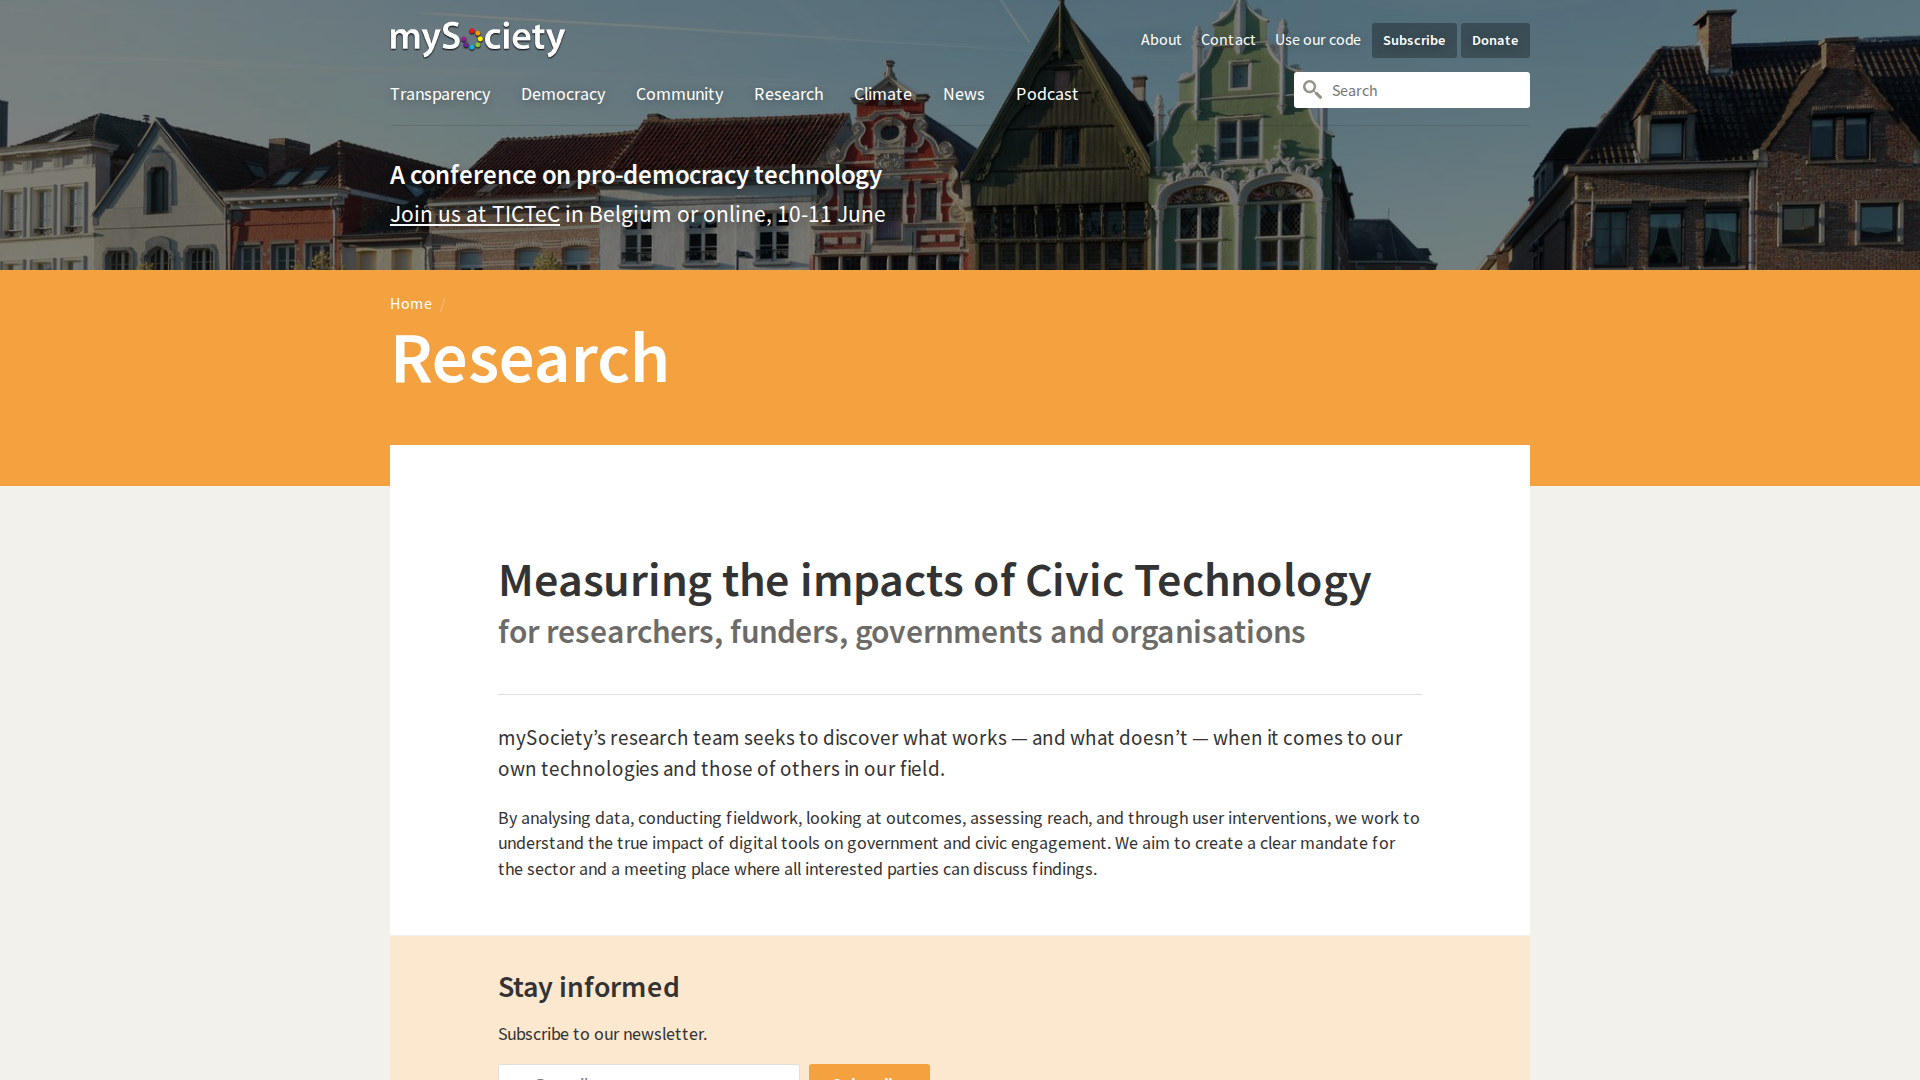 mySociety
About Contact Use our code Subscribe Donate
Transparency Democracy Community Research Climate News Podcast
Search
A conference on pro-democracy technology
Join us at TICTeC in Belgium or online, 10-11 June
Home /
Research
Measuring the impacts of Civic Technology
for researchers, funders, governments and organisations
mySociety’s research team seeks to discover what works — and what doesn’t — when it comes to our
own technologies and those of others in our field.
By analysing data, conducting fieldwork, looking at outcomes, assessing reach, and through user interventions, we work to
understand the true impact of digital tools on government and civic engagement. We aim to create a clear mandate for
the sector and a meeting place where all interested parties can discuss findings.
Stay informed
Subscribe to our newsletter.